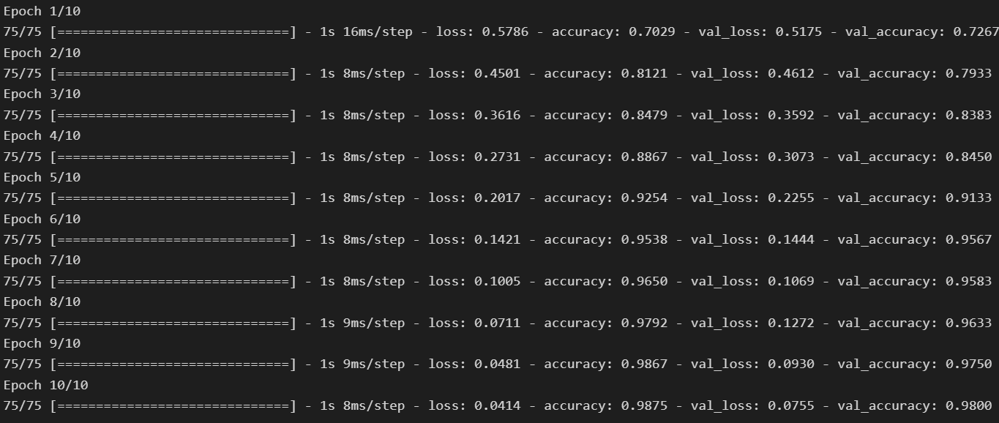 Epoch 1/10
75/75 [==============================] - 1s 16ms/step - loss: 0.5786 - accuracy: 0.7029 - val_loss: 0.5175 - val_accuracy: 0.7267
Epoch 2/10
75/75 [==============================] - 1s 8ms/step - loss: 0.4501 - accuracy: 0.8121 - val_loss: 0.4612 - val_accuracy: 0.7933
Epoch 3/10
75/75 [==============================] - 1s 8ms/step - loss: 0.3616 - accuracy: 0.8479 - val_loss: 0.3592 - val_accuracy: 0.8383
Epoch 4/10
75/75 [==============================] - 1s 8ms/step - loss: 0.2731 - accuracy: 0.8867 - val_loss: 0.3073 - val_accuracy: 0.8450
Epoch 5/10
75/75 [==============================] - 1s 8ms/step - loss: 0.2017 - accuracy: 0.9254 - val_loss: 0.2255 - val_accuracy: 0.9133
Epoch 6/10
75/75 [==============================] - 1s 8ms/step - loss: 0.1421 - accuracy: 0.9538 - val_loss: 0.1444 - val_accuracy: 0.9567
Epoch 7/10
75/75 [==============================] - 1s 8ms/step - loss: 0.1005 - accuracy: 0.9650 - val_loss: 0.1069 - val_accuracy: 0.9583
Epoch 8/10
75/75 [==============================] - 1s 9ms/step - loss: 0.0711 - accuracy: 0.9792 - val_loss: 0.1272 - val_accuracy: 0.9633
Epoch 9/10
75/75 [==============================] - 1s 9ms/step - loss: 0.0481 - accuracy: 0.9867 - val_loss: 0.0930 - val_accuracy: 0.9750
Epoch 10/10
75/75 [==============================] - 1s 8ms/step - loss: 0.0414 - accuracy: 0.9875 - val_loss: 0.0755 - val_accuracy: 0.9800